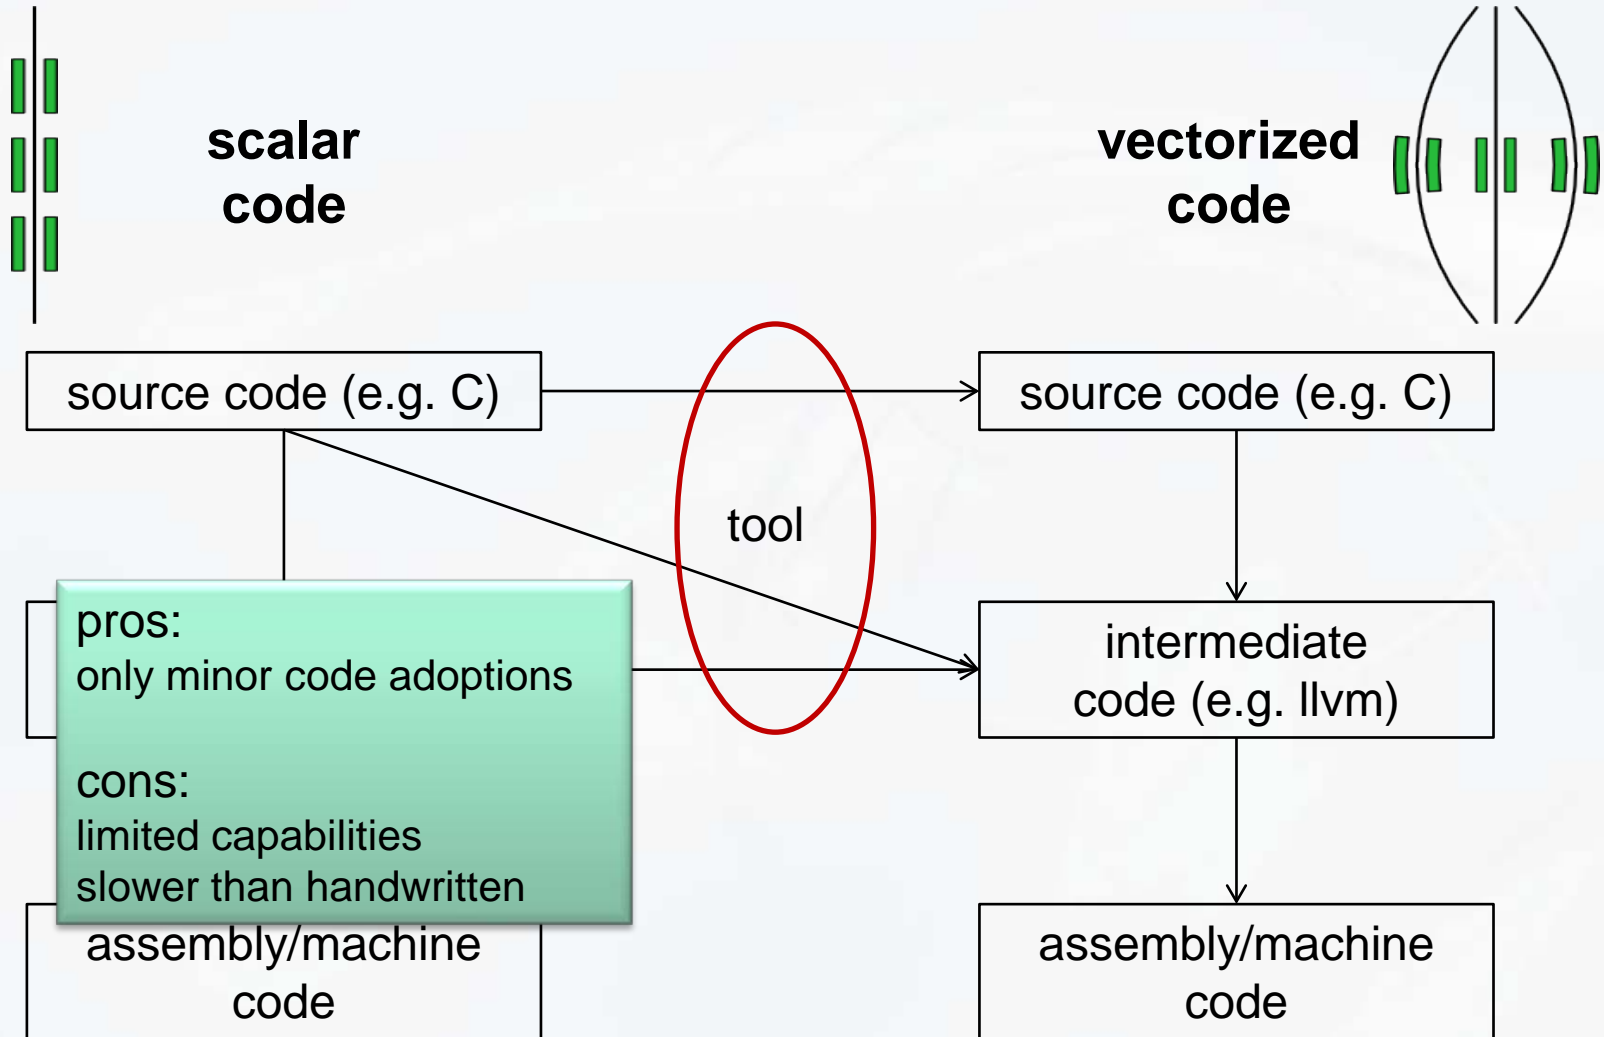 scalar
code
vectorized
code
source code (e.g. C)
source code (e.g. C)
tool
pros:
only minor code adoptions
cons:
limited capabilities
slower than handwritten
intermediate
code (e.g. llvm)
assembly/machine
code
assembly/machine
code